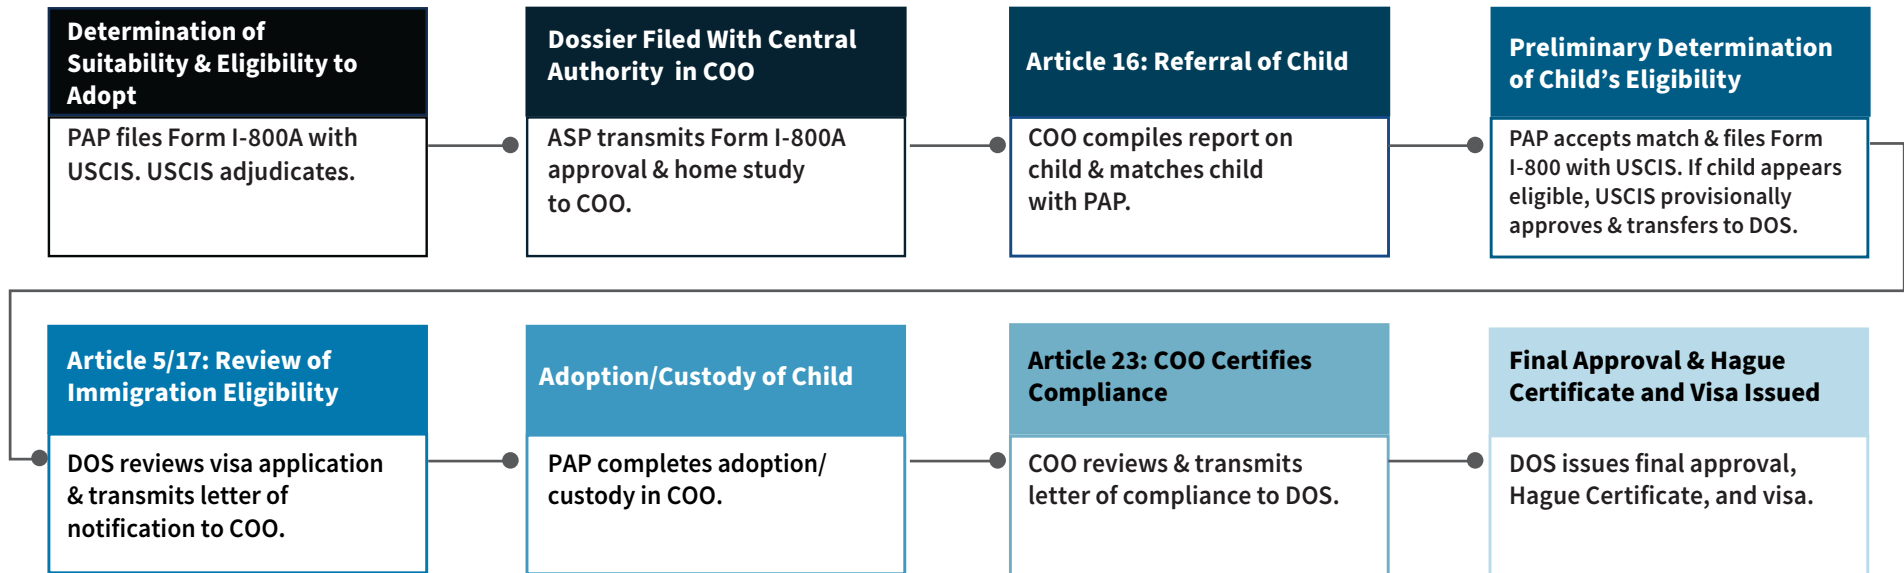 Determination of
Suitability & Eligibility to
Adopt
PAP files Form I-800A with
USCIS. USCIS adjudicates.
Dossier Filed With Central
Authority in COO
ASP transmits Form I-800A
approval & home study
to COO.
Article 16: Referral of Child
COO compiles report on
child & matches child
with PAP.
Preliminary Determination
of Child’s Eligibility
PAP accepts match & files Form
I-800 with USCIS. If child appears
eligible, USCIS provisionally
approves & transfers to DOS.
Article 5/17: Review of
Immigration Eligibility
DOS reviews visa application
& transmits letter of
notification to COO.
Adoption/Custody of Child
PAP completes adoption/
custody in COO.
Article 23: COO Certifies
Compliance
COO reviews & transmits
letter of compliance to DOS.
Final Approval & Hague
Certificate and Visa Issued
DOS issues final approval,
Hague Certificate, and visa.